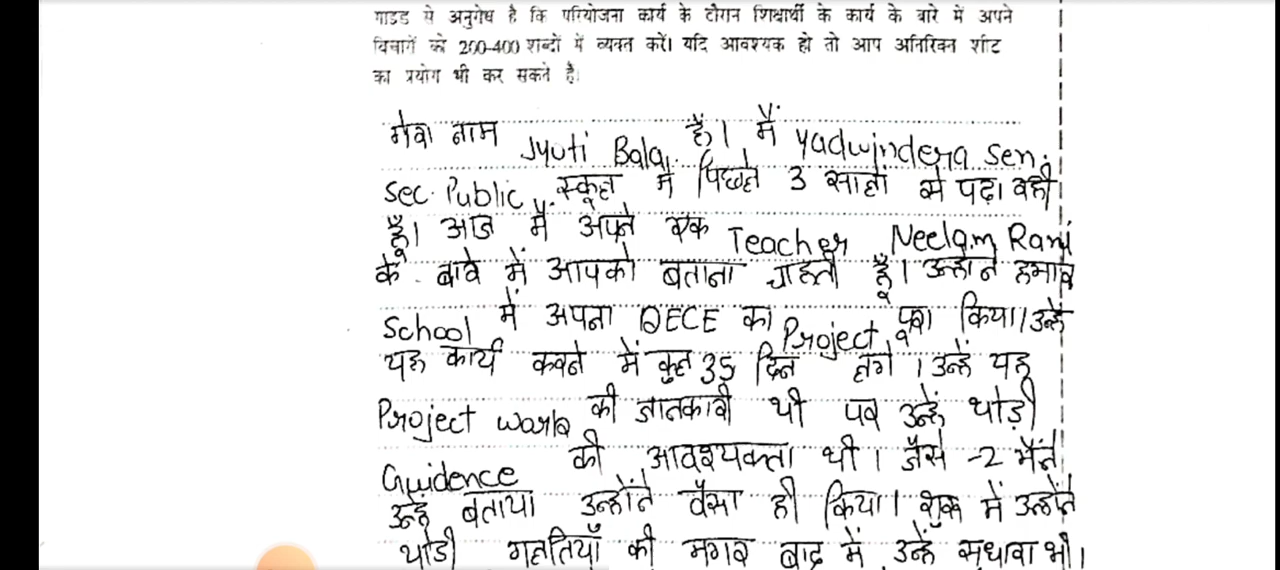 गाइड से अनुरोध है कि परियोजना कार्य के दौरान शिक्षार्थी के कार्य के बारे में अपने
विचारों को 200-400 शब्दों में व्यक्त करें। यदि आवश्यक हो तो आप अतिरिक्त शीट
का प्रयोग भी कर सकते हैं।
मेरा नाम Jyoti Bala है। मैं Yadwindera Sen.
Sec. Public स्कूल में पिछले 3 सालों से पढ़ा रही
हूँ। आज मैं अपने एक Teacher Neelam Rani
के बारे में आपको बताना चाहती हूँ। उन्होंने हमारे
School में अपना DECE का Project पूरा किया। उन्हें
यह कार्य करने में कुल 35 दिन लगे। उन्हें यह
Project work की जानकारी थी पर उन्हें थोड़ी
Guidence की आवश्यकता थी। जैसे -2 मैंने
उन्हें बताया उन्होंने वैसा ही किया। शुरू में उन्होंने
थोडी गलतियाँ की मगर बाद में उन्हें सुधारा भी।